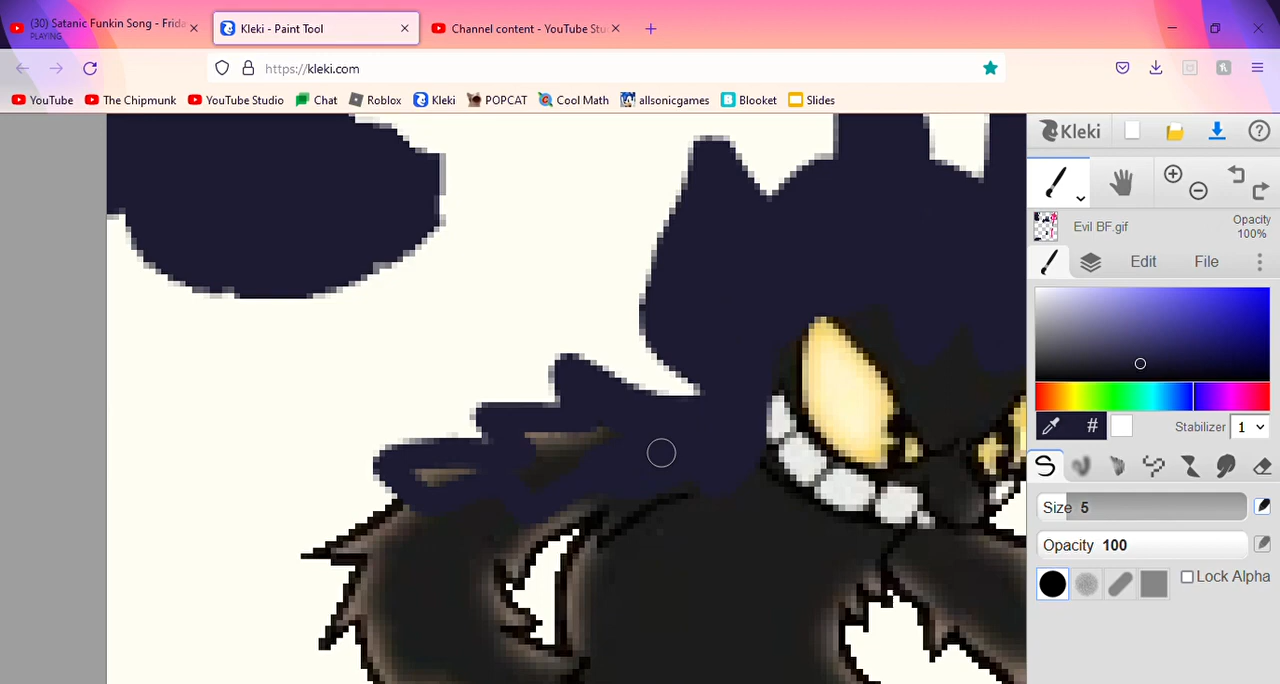 (30) Satanic Funkin Song - Frida
PLAYING
Kleki - Paint Tool
Channel content - YouTube Stu
https://kleki.com
YouTube
The Chipmunk
YouTube Studio
Chat
Roblox
Kleki
POPCAT
Cool Math
allsonicgames
Blooket
Slides
Kleki
Evil BF.gif
Opacity
100%
Edit
File
#
Stabilizer
1
Size 5
Opacity 100
Lock Alpha